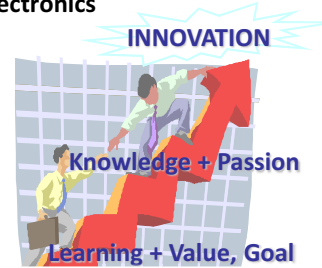 ectronics
INNOVATION
Knowledge + Passion
Learning + Value, Goal